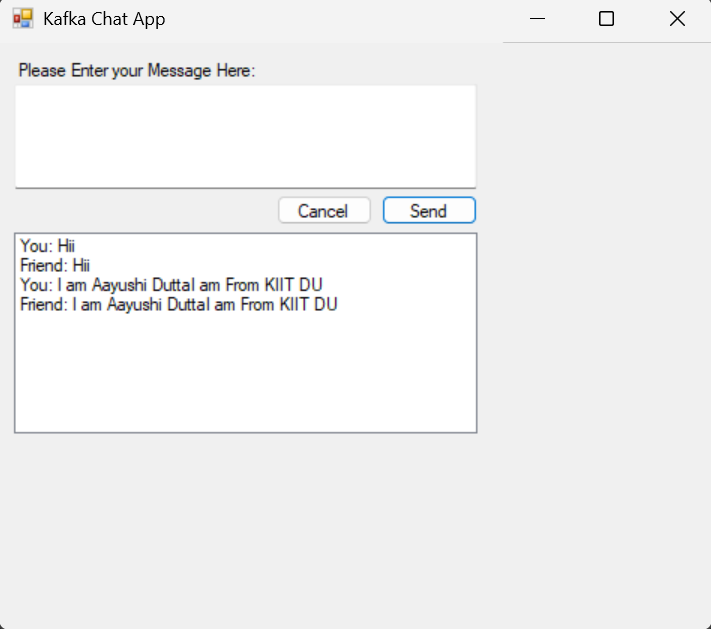 Kafka Chat App
Please Enter your Message Here:
Cancel Send
You: Hii
Friend: Hii
You: I am Aayushi DuttaI am From KIIT DU
Friend: I am Aayushi DuttaI am From KIIT DU